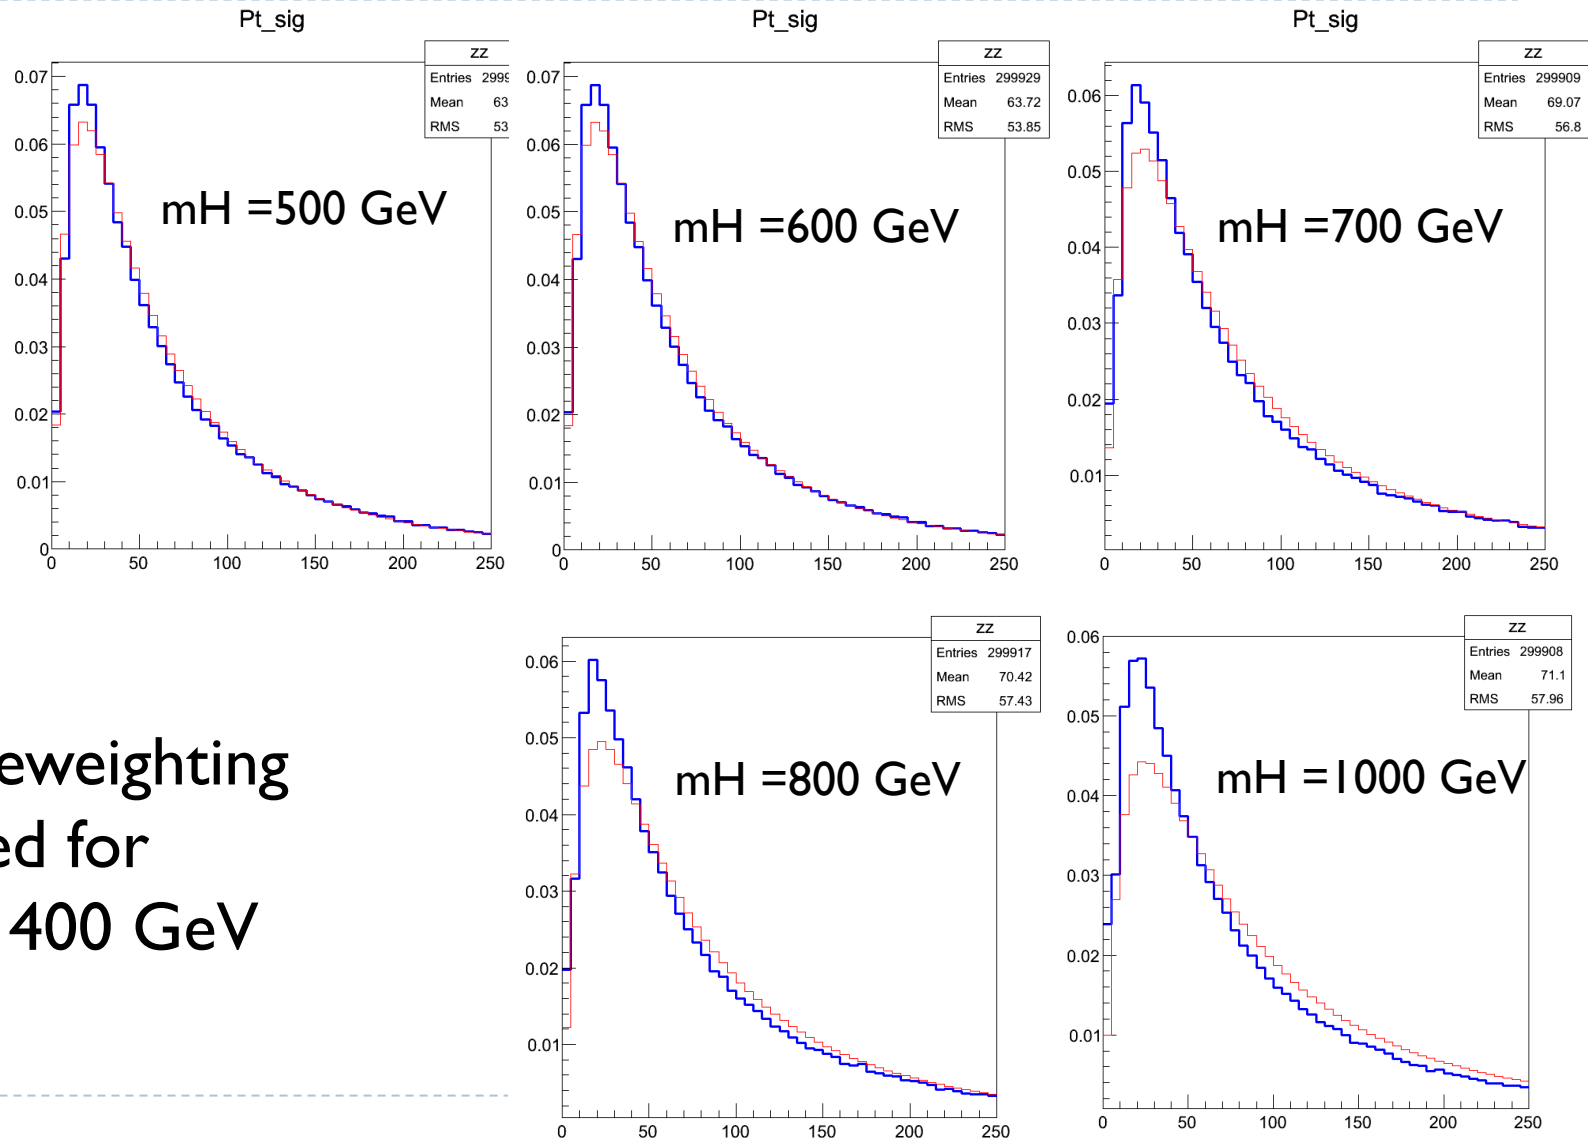 Pt_sig
zz
Entries 2999
Mean 63
RMS 53
mH =500 GeV
0.07
0.06
0.05
0.04
0.03
0.02
0.01
0
0 50 100 150 200 250
Pt_sig
zz
Entries 299929
Mean 63.72
RMS 53.85
mH =600 GeV
0.07
0.06
0.05
0.04
0.03
0.02
0.01
0
0 50 100 150 200 250
Pt_sig
zz
Entries 299909
Mean 69.07
RMS 56.8
mH =700 GeV
0.06
0.05
0.04
0.03
0.02
0.01
0 50 100 150 200 250
eweighting
ed for
400 GeV
zz
Entries 299917
Mean 70.42
RMS 57.43
mH =800 GeV
0.06
0.05
0.04
0.03
0.02
0.01
0 50 100 150 200 250
zz
Entries 299908
Mean 71.1
RMS 57.96
mH =1000 GeV
0.06
0.05
0.04
0.03
0.02
0.01
0 50 100 150 200 250